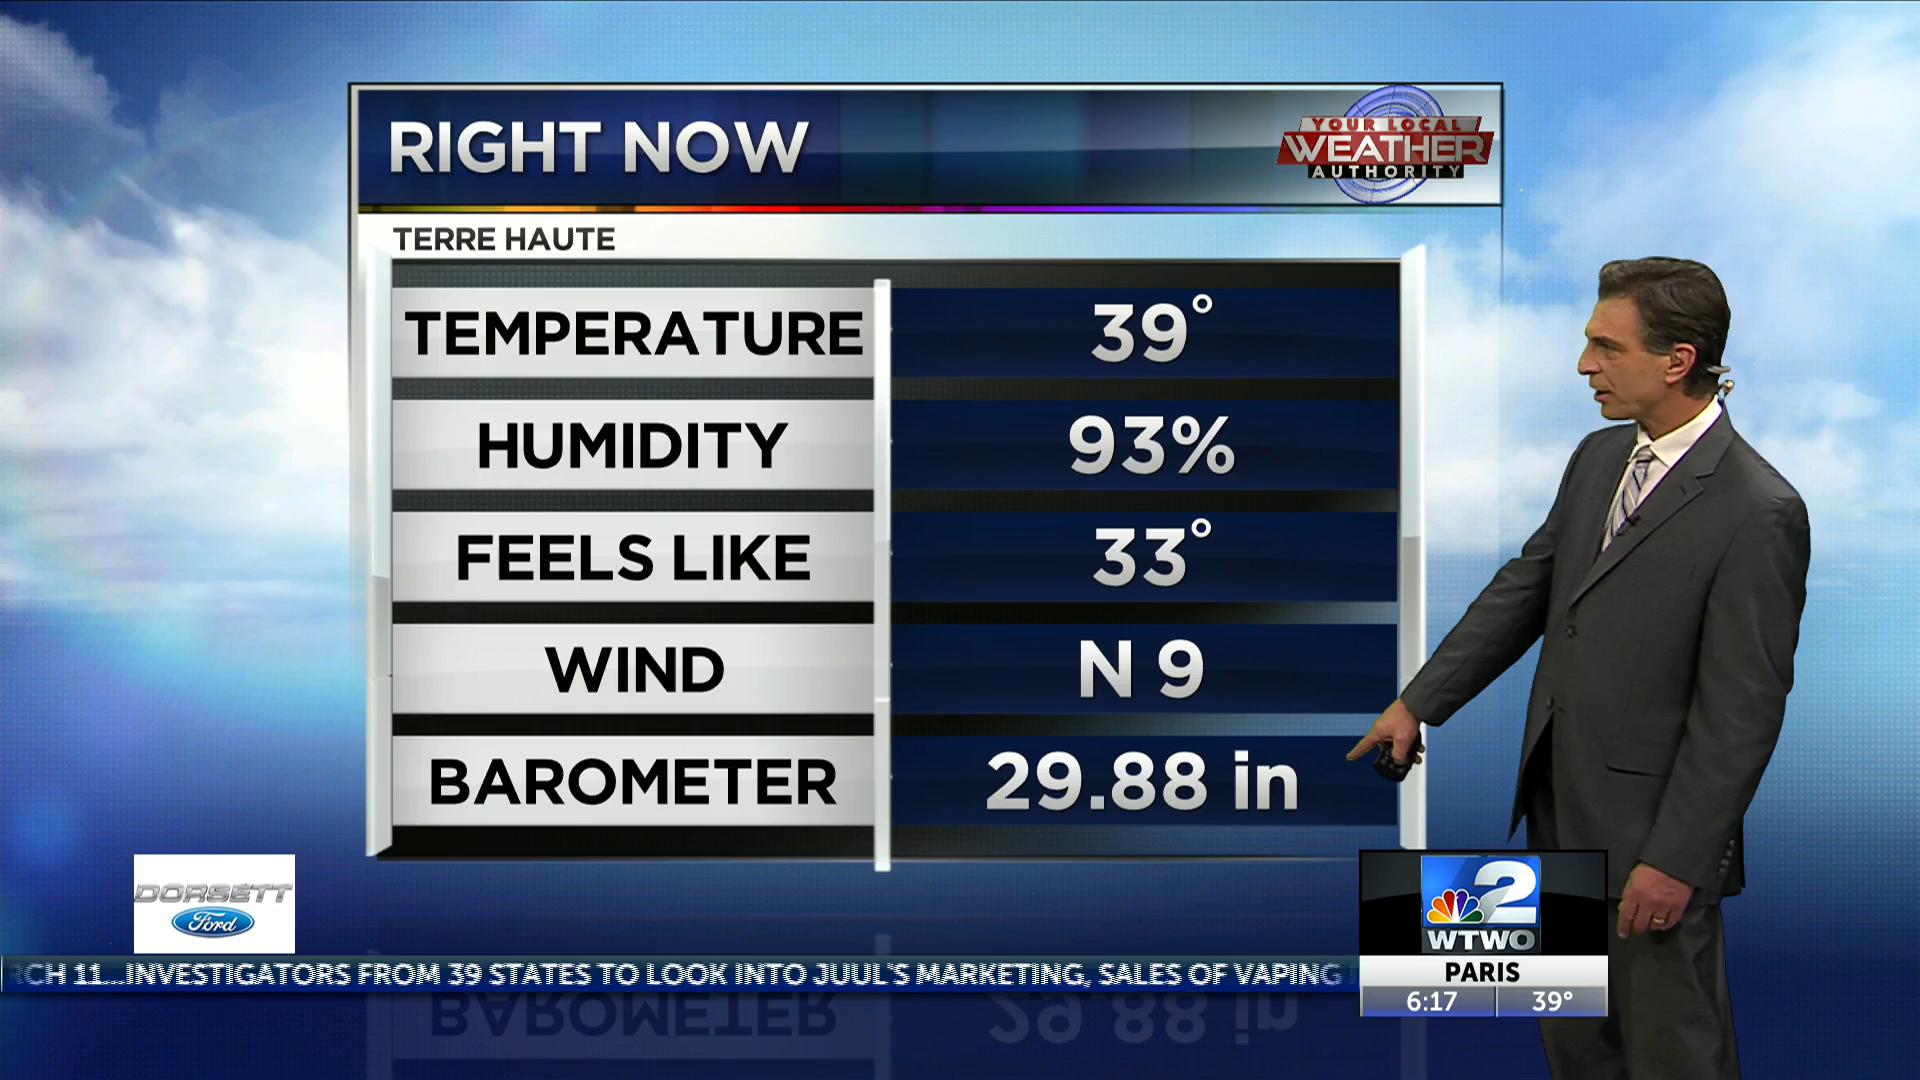 RIGHT NOW
YOUR LOCAL
WEATHER
AUTHORITY
TERRE HAUTE
TEMPERATURE 39°
HUMIDITY 93%
FEELS LIKE 33°
WIND N 9
BAROMETER 29.88 in
DORSETT
Ford
2
WTWO
RCH 11...INVESTIGATORS FROM 39 STATES TO LOOK INTO JUUL'S MARKETING, SALES OF VAPING
PARIS
6:17 39°